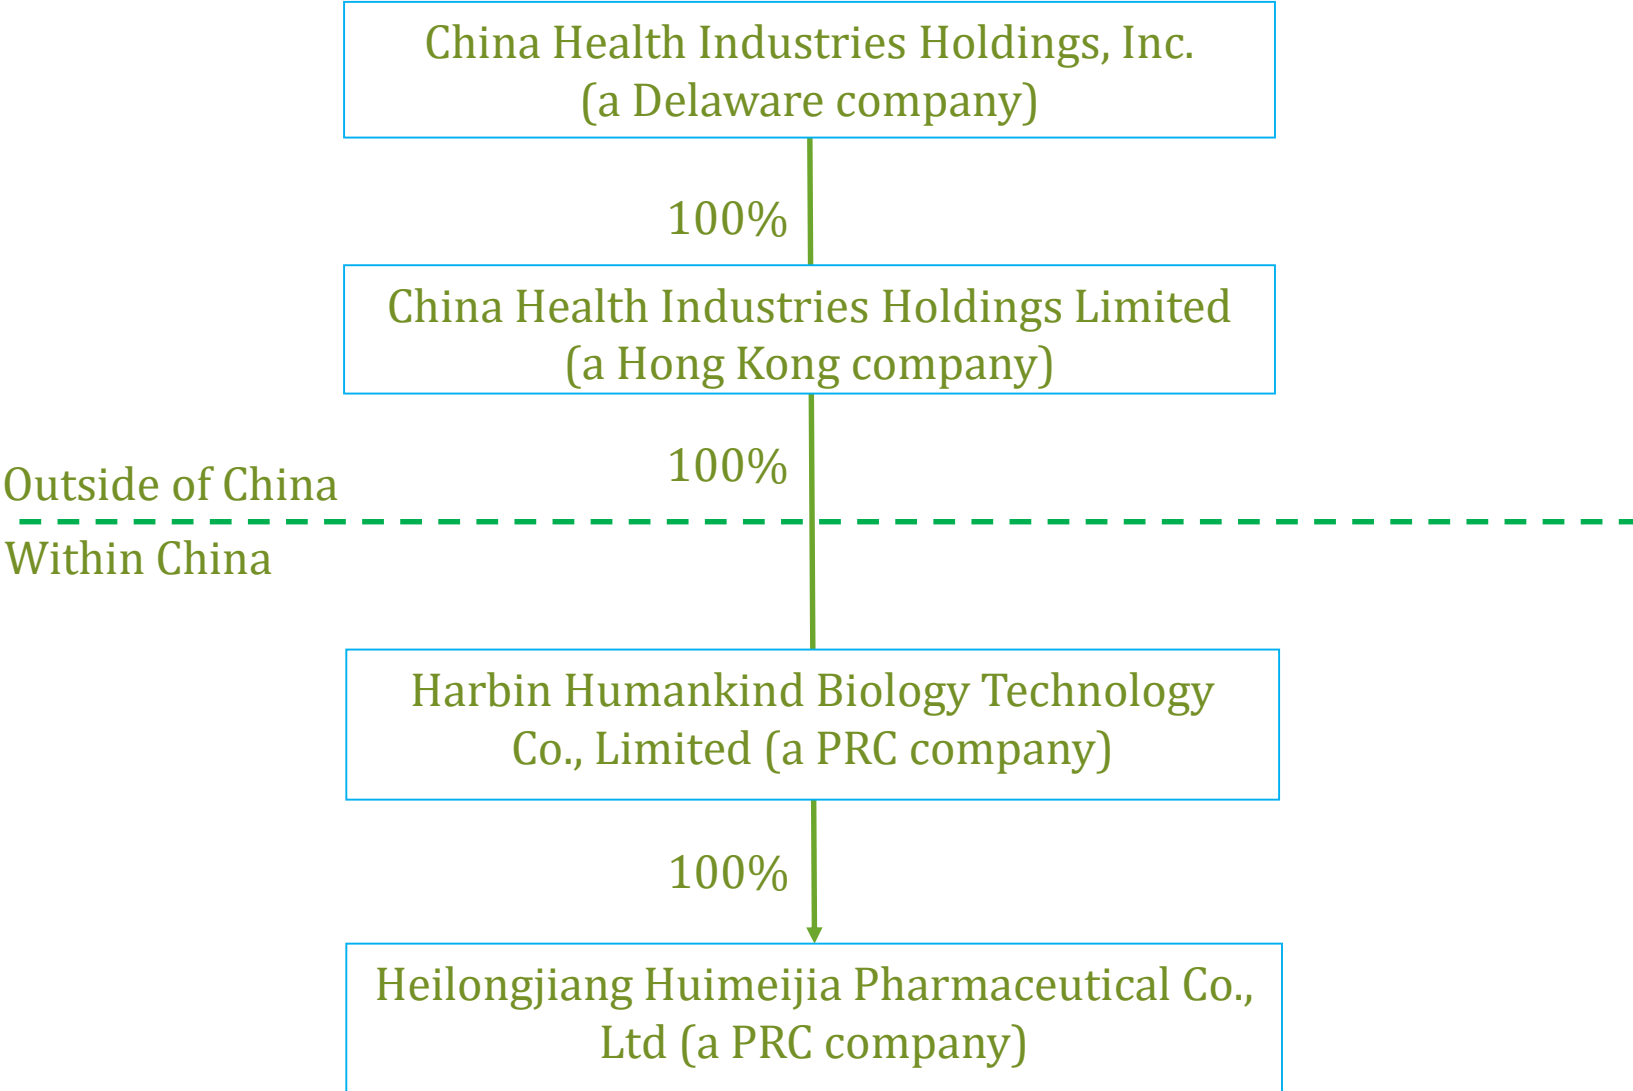 China Health Industries Holdings, Inc.
(a Delaware company)
100%
China Health Industries Holdings Limited
(a Hong Kong company)
100%
Outside of China
Within China
Harbin Humankind Biology Technology
Co., Limited (a PRC company)
100%
Heilongjiang Huimeijia Pharmaceutical Co.,
Ltd (a PRC company)